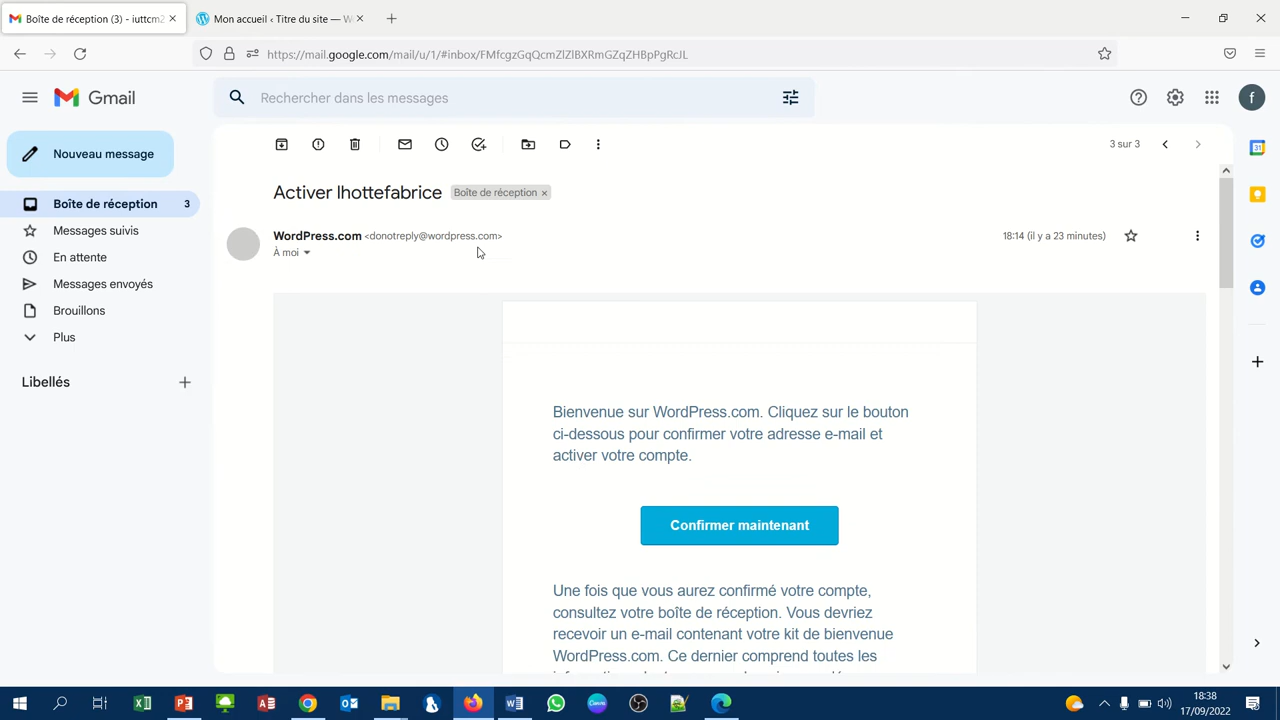 Boîte de réception (3) - iuttcm2
Mon accueil ‹ Titre du site — W
https://mail.google.com/mail/u/1/#inbox/FMfcgzGqQcmZlZlBXRmGZqZHBpPgRcJL
Gmail
Rechercher dans les messages
f
Nouveau message
3 sur 3
31
Activer lhottefabrice
Boîte de réception ×
Boîte de réception 3
Messages suivis
WordPress.com <donotreply@wordpress.com>
18:14 (il y a 23 minutes)
À moi
En attente
Messages envoyés
Brouillons
Plus
Libellés
Bienvenue sur WordPress.com. Cliquez sur le bouton
ci-dessous pour confirmer votre adresse e-mail et
activer votre compte.
Confirmer maintenant
Une fois que vous aurez confirmé votre compte,
consultez votre boîte de réception. Vous devriez
recevoir un e-mail contenant votre kit de bienvenue
WordPress.com. Ce dernier comprend toutes les
18:38
17/09/2022